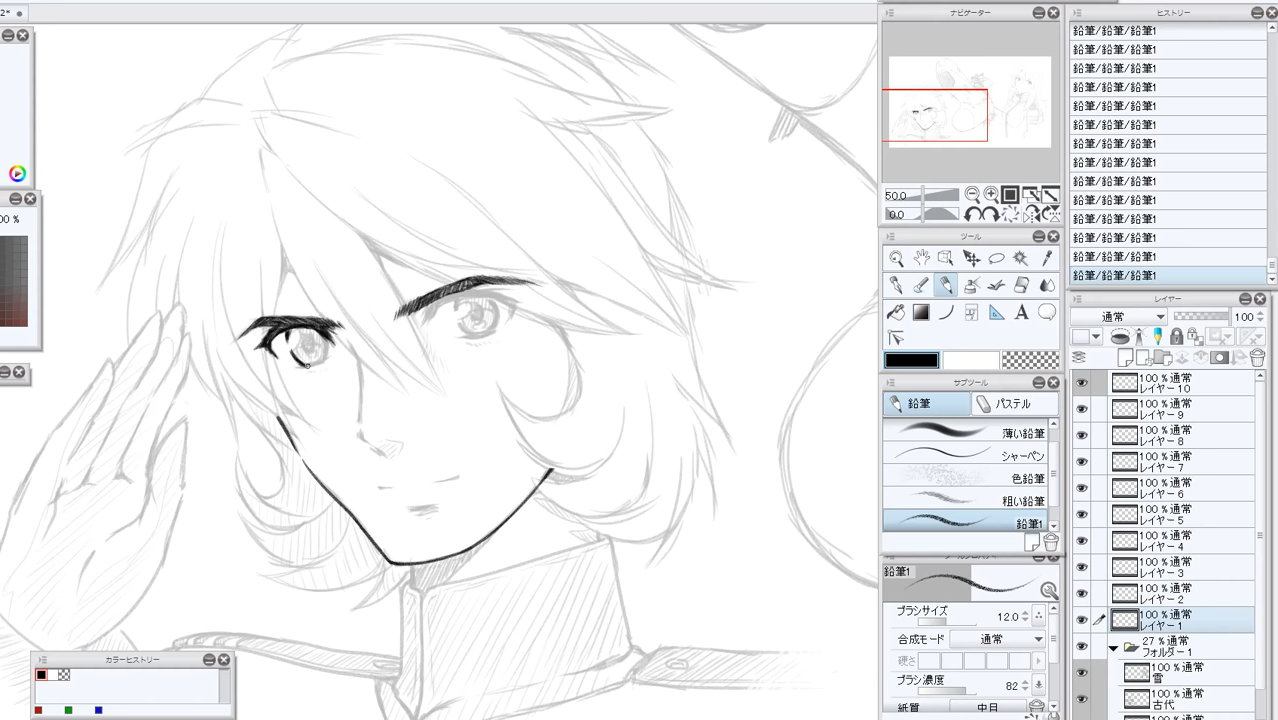 2*
00 %
カラーヒストリー
ナビゲーター
50.0
0.0
ツール
サブツール
鉛筆
パステル
薄い鉛筆
シャーペン
色鉛筆
粗い鉛筆
鉛筆1
鉛筆1
ブラシサイズ
12.0
合成モード
通常
硬さ
ブラシ濃度
82
紙質
中目
ヒストリー
鉛筆/鉛筆/鉛筆1
鉛筆/鉛筆/鉛筆1
鉛筆/鉛筆/鉛筆1
鉛筆/鉛筆/鉛筆1
鉛筆/鉛筆/鉛筆1
鉛筆/鉛筆/鉛筆1
鉛筆/鉛筆/鉛筆1
鉛筆/鉛筆/鉛筆1
鉛筆/鉛筆/鉛筆1
鉛筆/鉛筆/鉛筆1
鉛筆/鉛筆/鉛筆1
鉛筆/鉛筆/鉛筆1
鉛筆/鉛筆/鉛筆1
鉛筆/鉛筆/鉛筆1
レイヤー
通常
100
100 %通常
レイヤー 10
100 %通常
レイヤー 9
100 %通常
レイヤー 8
100 %通常
レイヤー 7
100 %通常
レイヤー 6
100 %通常
レイヤー 5
100 %通常
レイヤー 4
100 %通常
レイヤー 3
100 %通常
レイヤー 2
100 %通常
レイヤー 1
27 %通常
フォルダー 1
100 %通常
雪
100 %通常
古代